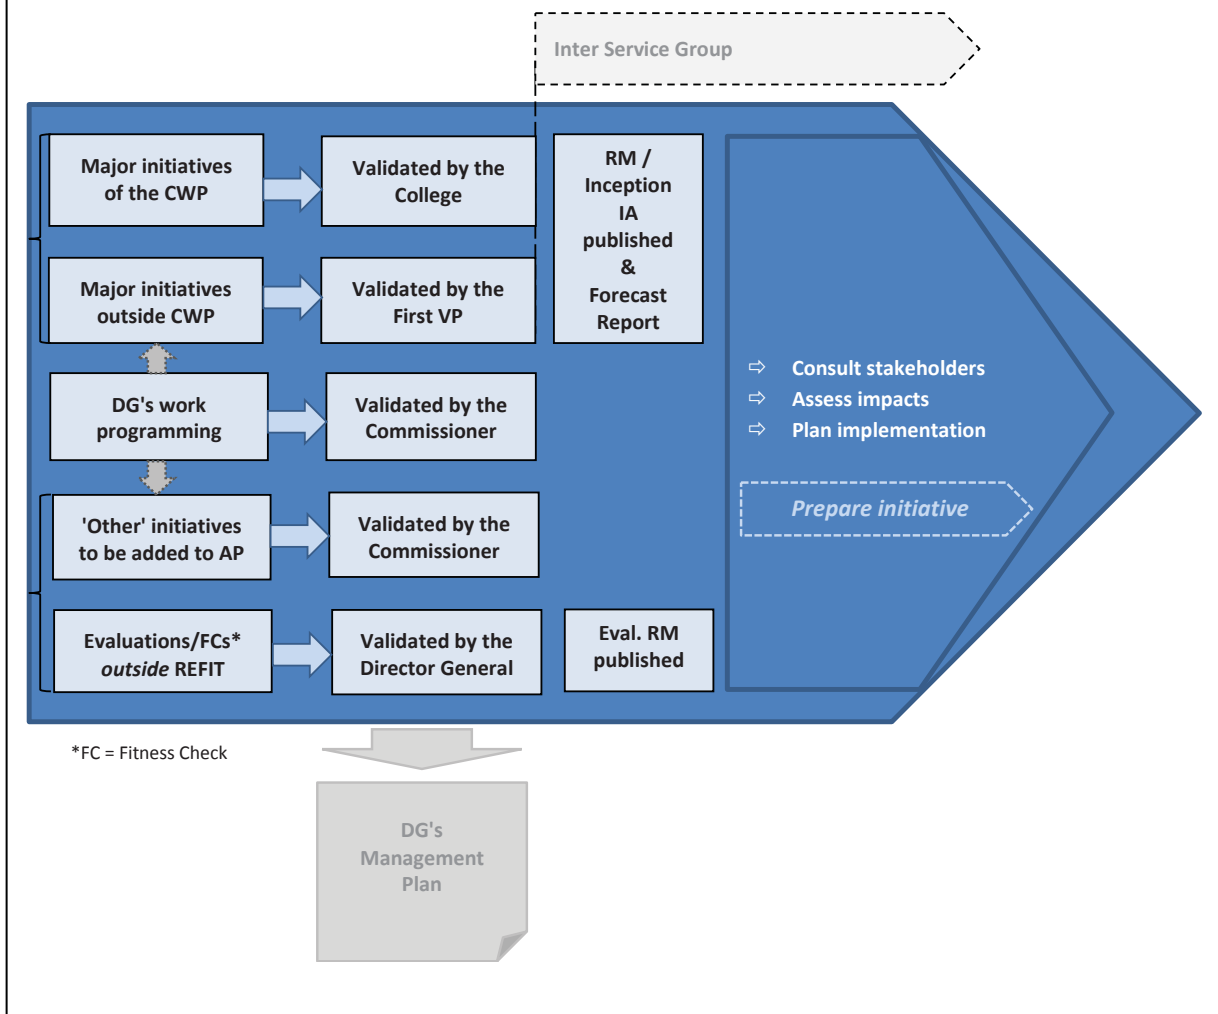 Inter Service Group
Major initiatives
of the CWP
Validated by the
College
RM /
Inception
IA
published
&
Forecast
Report
Major initiatives
outside CWP
Validated by the
First VP
DG's work
programming
Validated by the
Commissioner
'Other' initiatives
to be added to AP
Validated by the
Commissioner
Evaluations/FCs*
outside REFIT
Validated by the
Director General
Eval. RM
published
⇨ Consult stakeholders
⇨ Assess impacts
⇨ Plan implementation
Prepare initiative
*FC = Fitness Check
DG's
Management
Plan